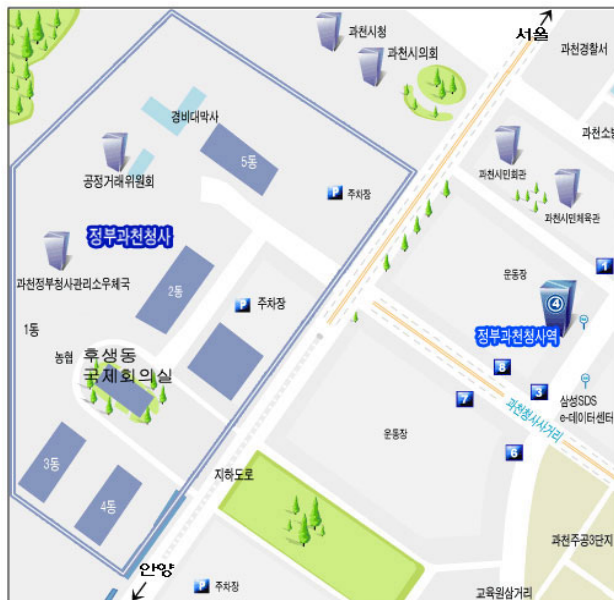 서울
과천시청
과천시의회
과천경찰서
경비대막사
5동
과천소방
공정거래위원회
과천시민회관
P 주차장
과천시민체육관
정부과천청사
과천정부청사관리소우체국
2동
운동장
1
P 주차장
4
1동
정부과천청사역
농협
후생동
국제회의실
8
3
7
삼성SDS
e-데이터센터
과천청사사거리
운동장
6
3동
지하도로
4동
과천주공3단지
안양
P 주차장
교육원삼거리